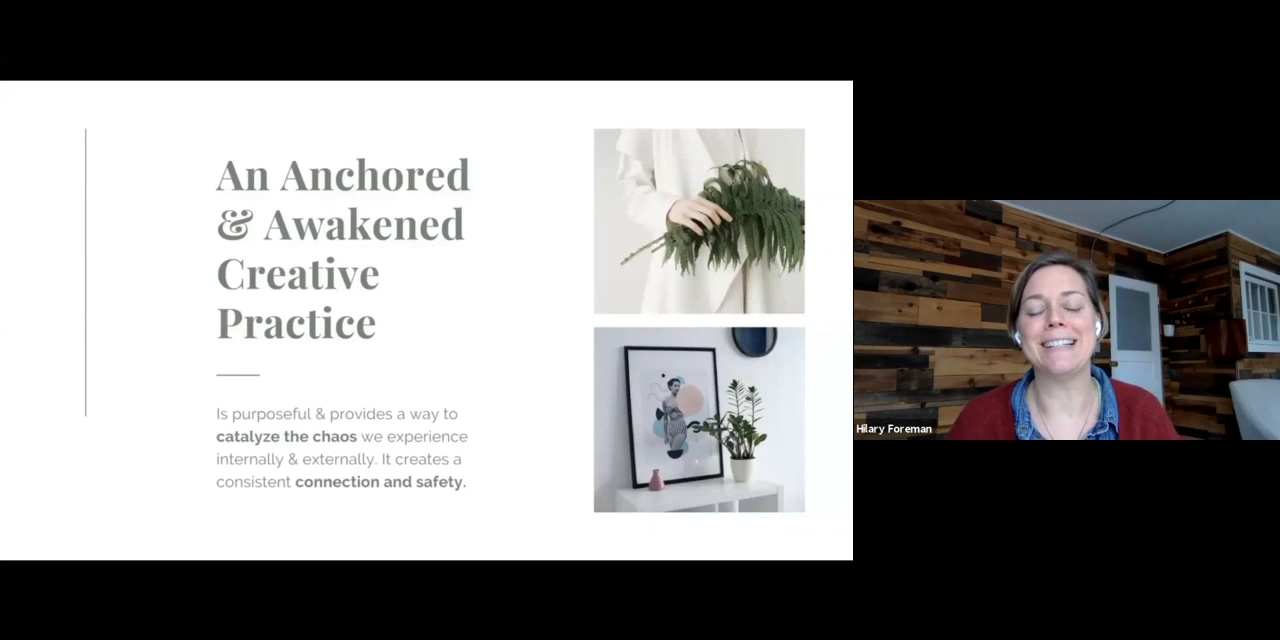 An Anchored
& Awakened
Creative
Practice
Is purposeful & provides a way to
catalyze the chaos we experience
internally & externally. It creates a
consistent connection and safety.
Hilary Foreman